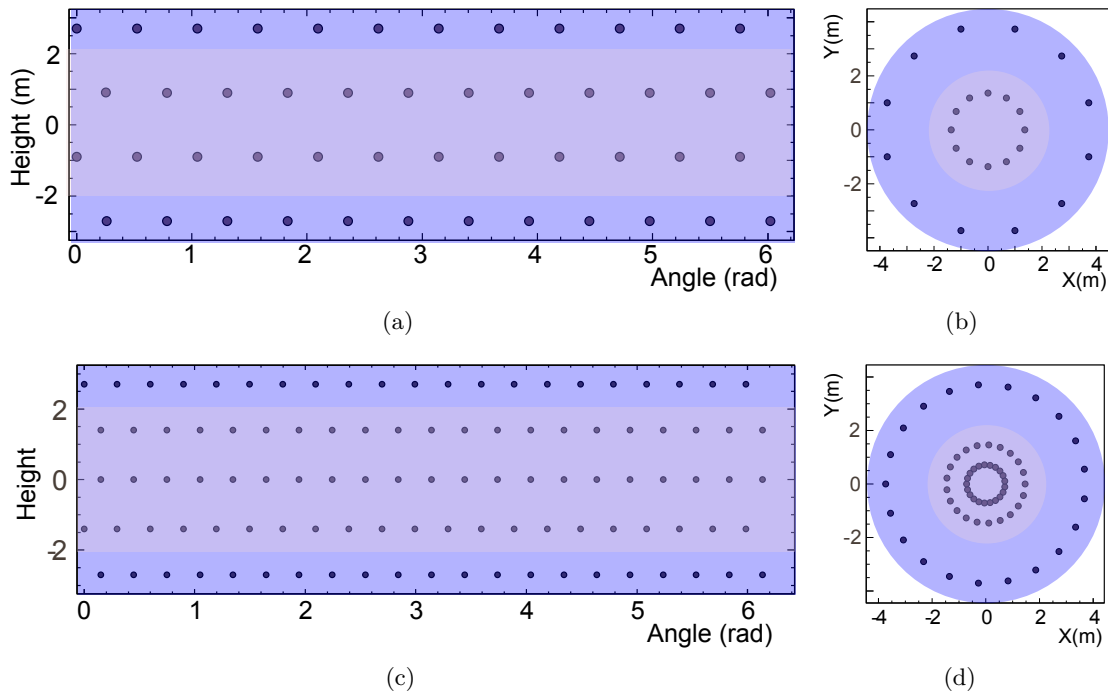 Height (m)
2
0
-2
0 1 2 3 4 5 6
Angle (rad)
(a)
Y(m)
2
0
-2
-4 -2 0 2 4
X(m)
(b)
Height
2
0
-2
0 1 2 3 4 5 6
Angle (rad)
(c)
Y(m)
2
0
-2
-4 -2 0 2 4
X(m)
(d)